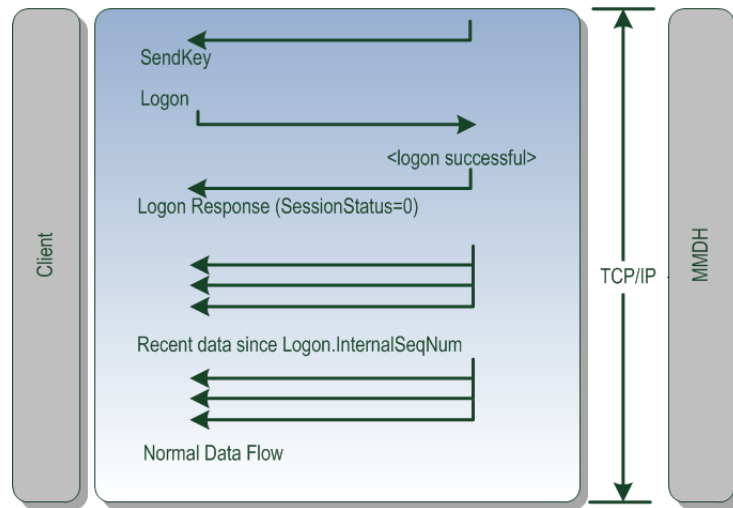 SendKey
Logon
<logon successful>
Logon Response (SessionStatus=0)
Client
TCP/IP
MMDH
Recent data since Logon.InternalSeqNum
Normal Data Flow